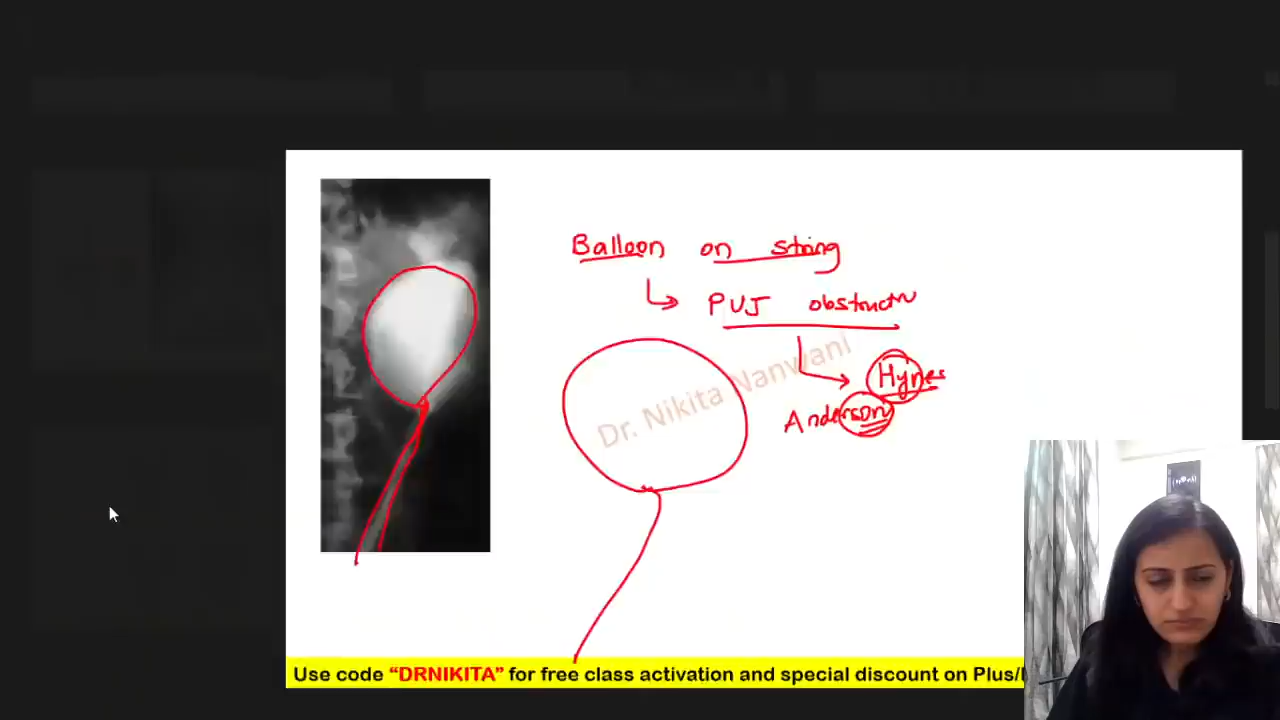 Balloon on string
PUJ obstructn
Hynes
Anderson
Dr. Nikita Nanwani
Use code “DRNIKITA” for free class activation and special discount on Plus/